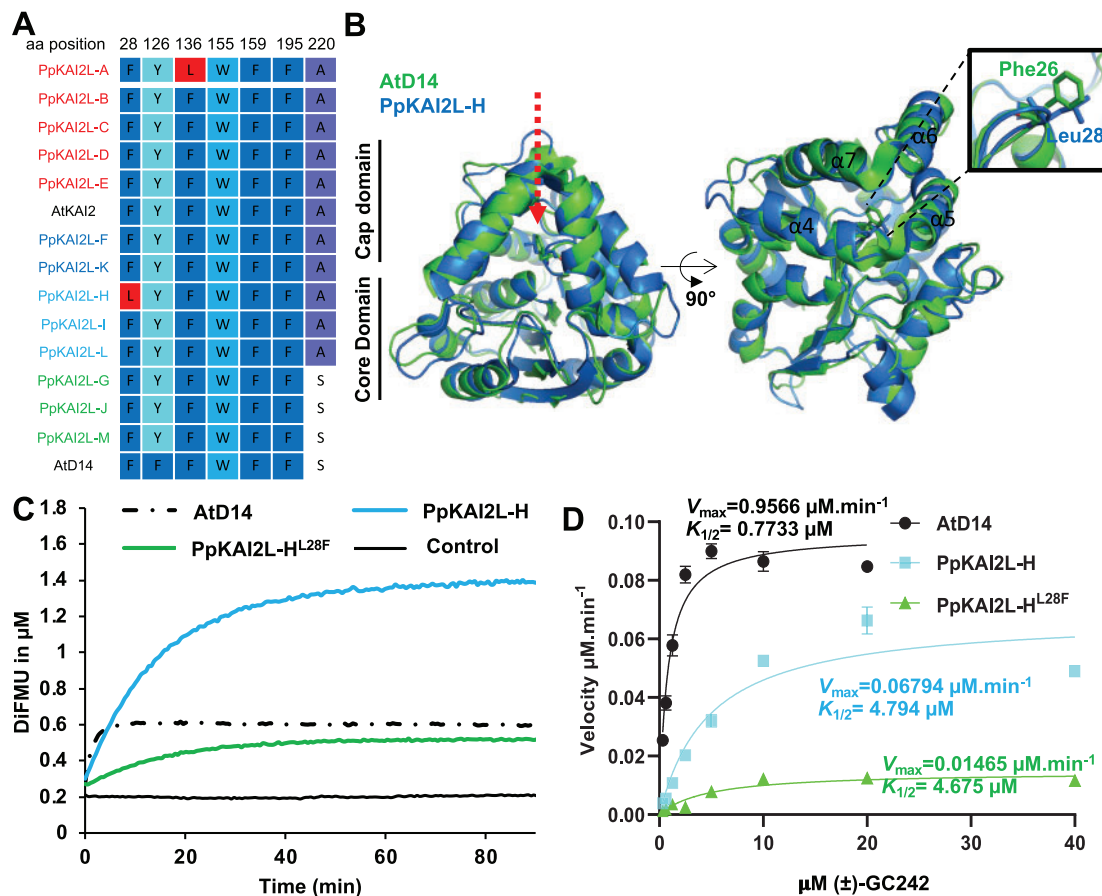 A
aa position 28 126 136 155 159 195 220
PpKAI2L-A F Y L W F F A
PpKAI2L-B F Y F W F F A
PpKAI2L-C F Y F W F F A
PpKAI2L-D F Y F W F F A
PpKAI2L-E F Y F W F F A
AtKAI2 F Y F W F F A
PpKAI2L-F F Y F W F F A
PpKAI2L-K F Y F W F F A
PpKAI2L-H L Y F W F F A
PpKAI2L-I F Y F W F F A
PpKAI2L-L F Y F W F F A
PpKAI2L-G F Y F W F F S
PpKAI2L-J F Y F W F F S
PpKAI2L-M F Y F W F F S
AtD14 F F F W F F S
B
AtD14
PpKAI2L-H
Cap domain
Core Domain
90°
α7
α6
α4
α5
Phe26
Leu28
C
DiFMU in µM
1.8
1.6
1.4
1.2
1
0.8
0.6
0.4
0.2
0
AtD14
PpKAI2L-H
PpKAI2L-H^L28F
Control
0 20 40 60 80
Time (min)
D
Velocity µM.min⁻¹
0.10
0.08
0.06
0.04
0.02
0.00
Vmax=0.9566 µM.min⁻¹
K1/2= 0.7733 µM
AtD14
PpKAI2L-H
PpKAI2L-H^L28F
Vmax=0.06794 µM.min⁻¹
K1/2= 4.794 µM
Vmax=0.01465 µM.min⁻¹
K1/2= 4.675 µM
0 10 20 30 40
µM (±)-GC242